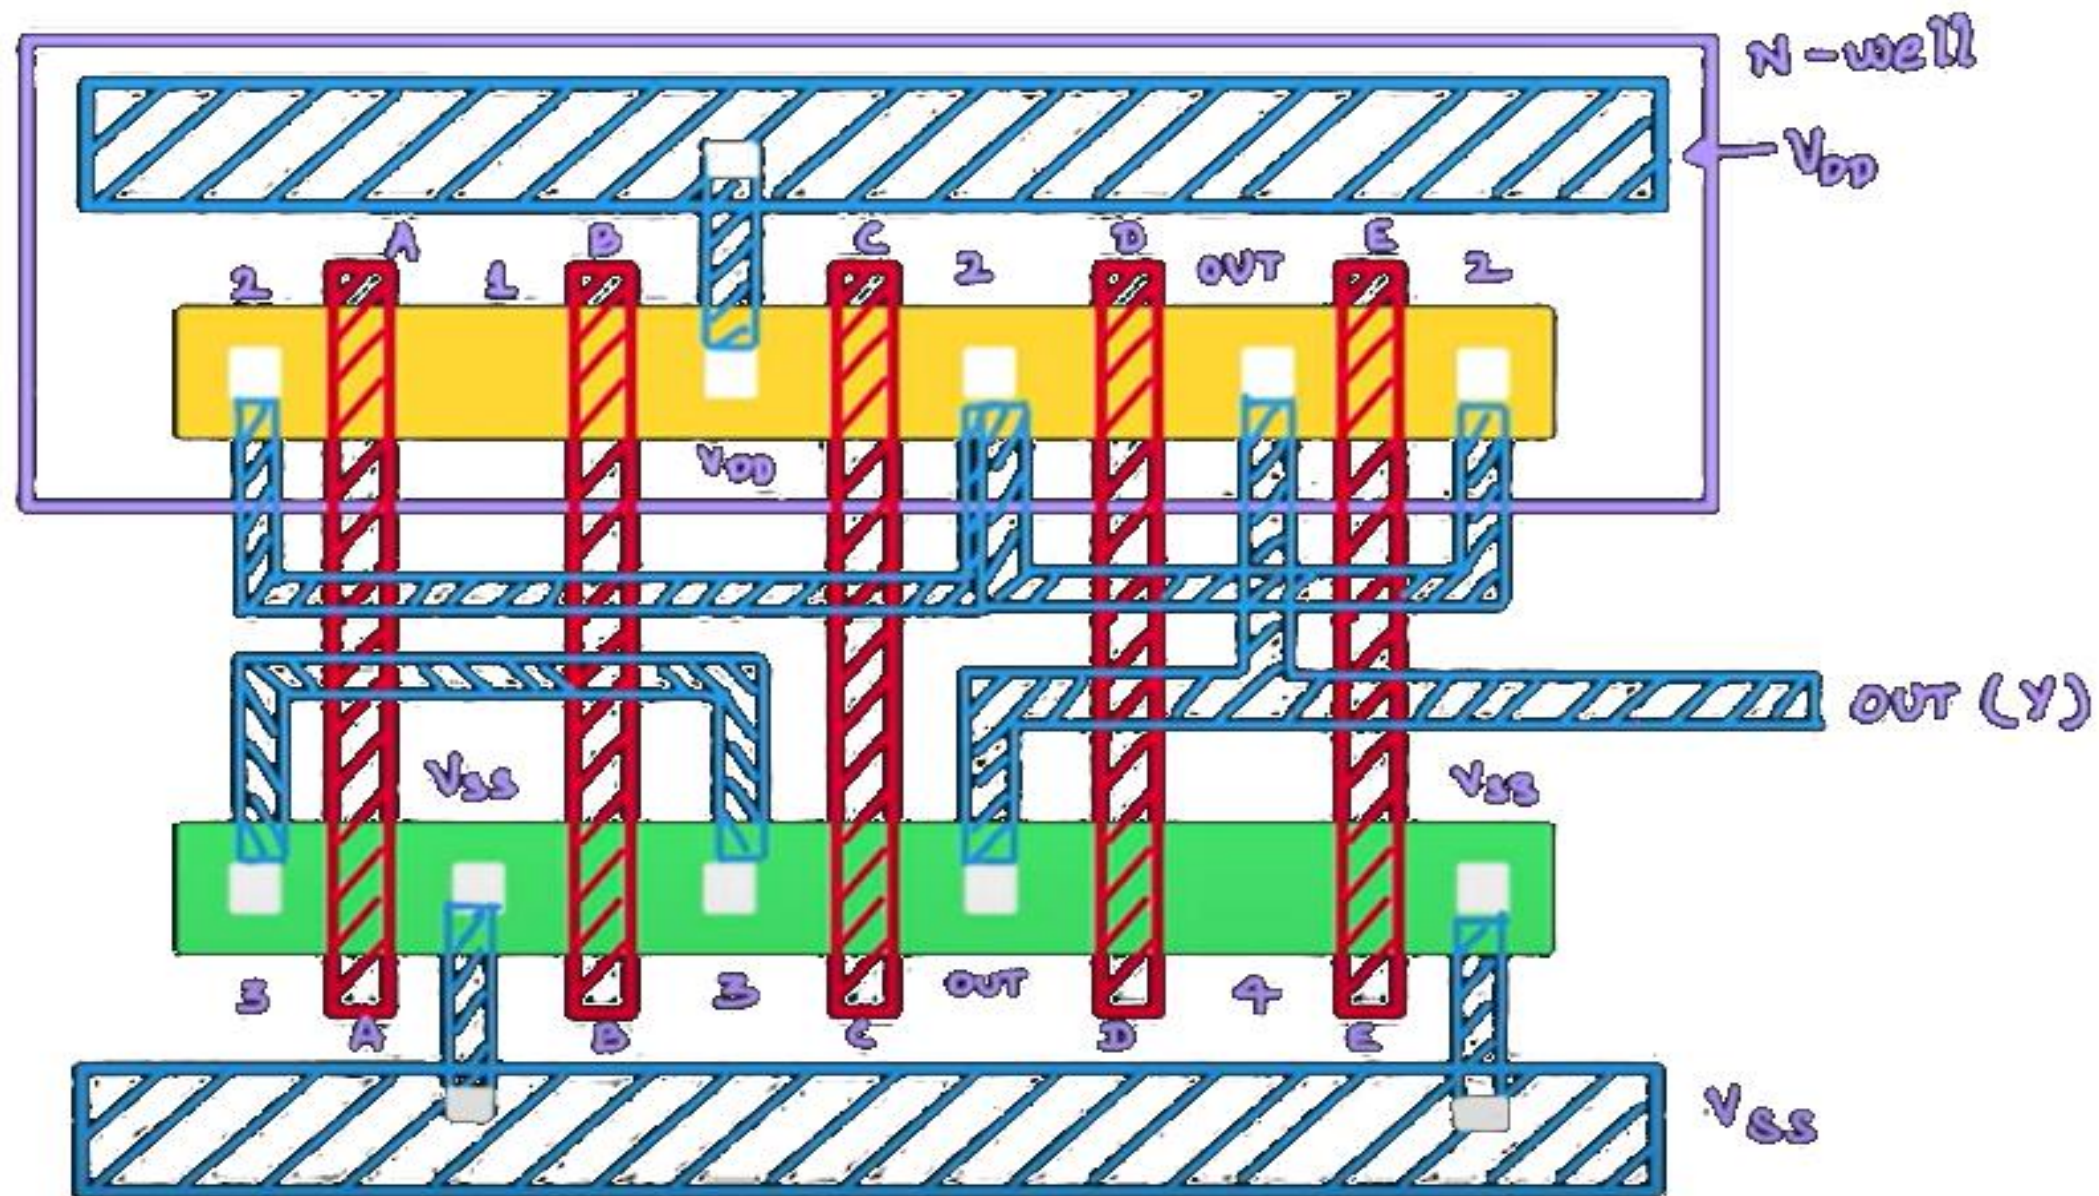 N-well
VDD
A B C D E
2 1 2 OUT 2
VDD
OUT (Y)
VSS VSS
3 3 OUT 4
A B C D E
VSS